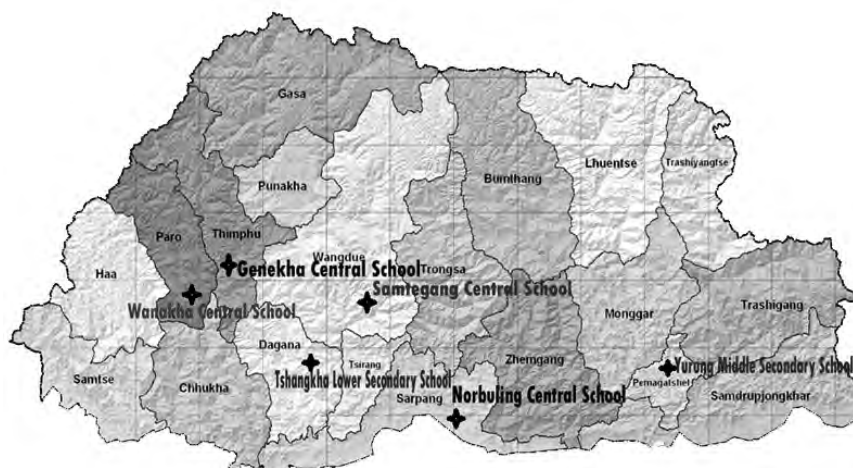 Gasa
Punakha
Lhuentse
Trashiyangtse
Bumthang
Paro
Thimphu
Wangdue
Haa
Genekha Central School
Trongsa
Samtegang Central School
Wanakha Central School
Monggar
Trashigang
Dagana
Tsirang
Zhemgang
Yurung Middle Secondary School
Samtse
Chhukha
Tshangkha Lower Secondary School
Pemagatshel
Sarpang
Norbuling Central School
Samdrupjongkhar